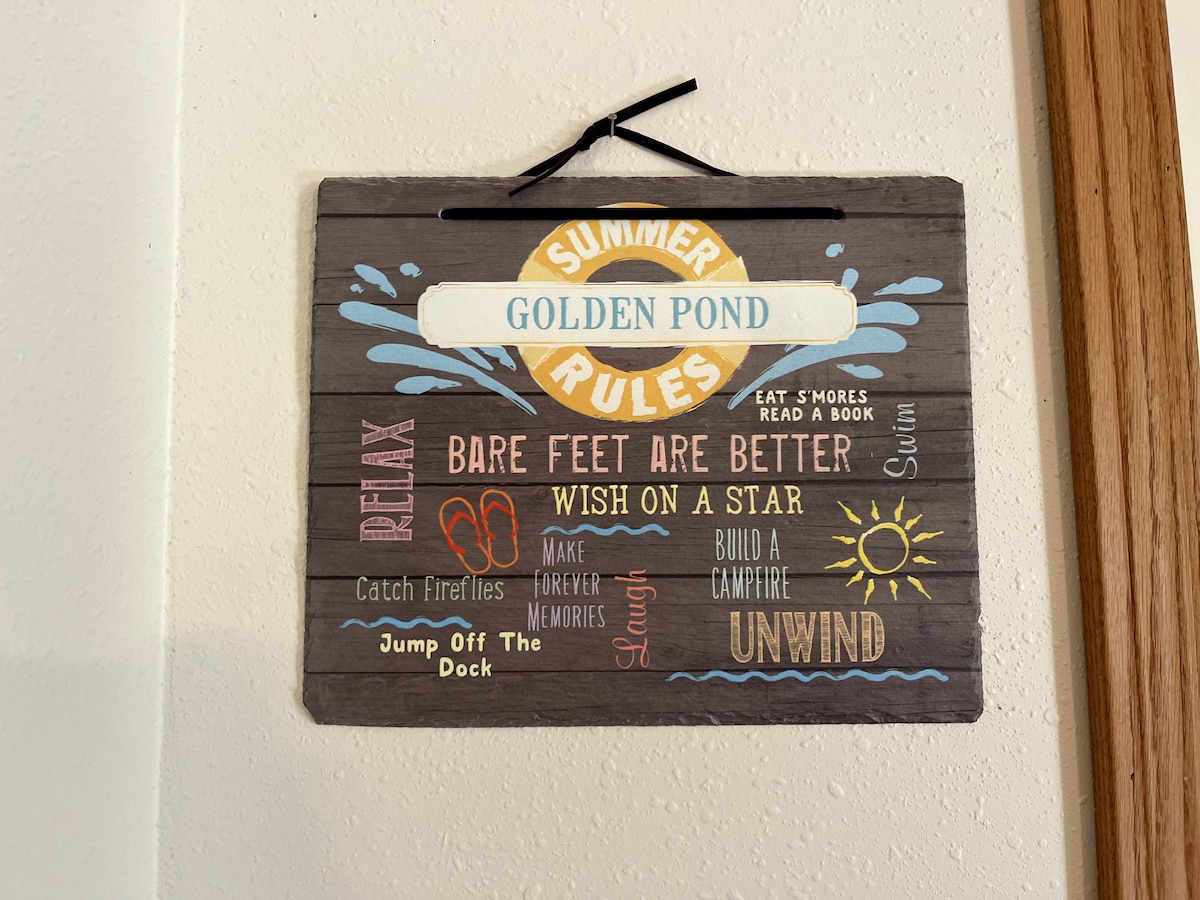 SUMMER
GOLDEN POND
RULES
EAT S'MORES
READ A BOOK
Swim
RELAX
BARE FEET ARE BETTER
WISH ON A STAR
MAKE
FOREVER
MEMORIES
BUILD A
CAMPFIRE
Catch Fireflies
Laugh
UNWIND
Jump Off The
Dock